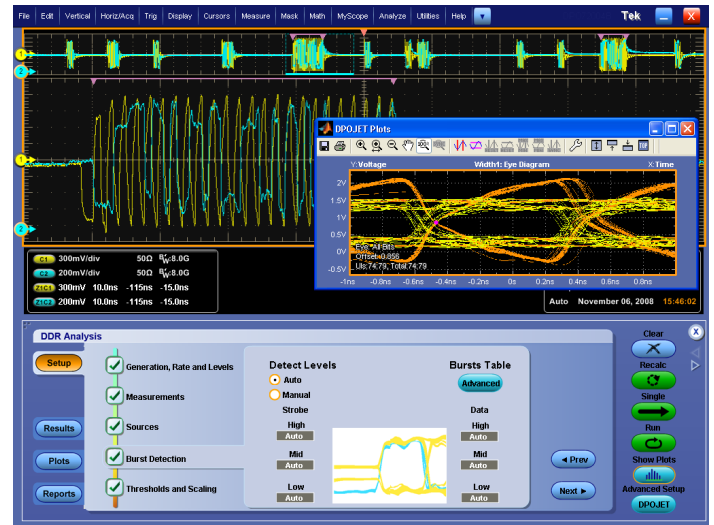 File Edit Vertical Horiz/Acq Trig Display Cursors Measure Mask Math MyScope Analyze Utilities Help Tek X
1
2
DPOJET Plots
Y:Voltage Width1: Eye Diagram X:Time
2V
1.5V
1V
0.5V
0V
-0.5V
Eye: All Bits
Offset:-0.856
UIs:74.79, Total:74.79
-1ns -0.8ns -0.6ns -0.4ns -0.2ns 0s 0.2ns 0.4ns 0.6ns 0.8ns
1
2
C1 300mV/div 50Ω BW:8.0G
C2 200mV/div 50Ω BW:8.0G
Z1C1 300mV 10.0ns -115ns -15.0ns
Z1C2 200mV 10.0ns -115ns -15.0ns
Auto November 06, 2008 15:46:02
DDR Analysis
Setup
Results
Plots
Reports
Generation, Rate and Levels
Measurements
Sources
Burst Detection
Thresholds and Scaling
Detect Levels
Auto
Manual
Strobe
High
Auto
Mid
Auto
Low
Auto
Bursts Table
Advanced
Data
High
Auto
Mid
Auto
Low
Auto
Prev
Next
Clear
X
Recalc
Single
Run
Show Plots
Advanced Setup
DPOJET